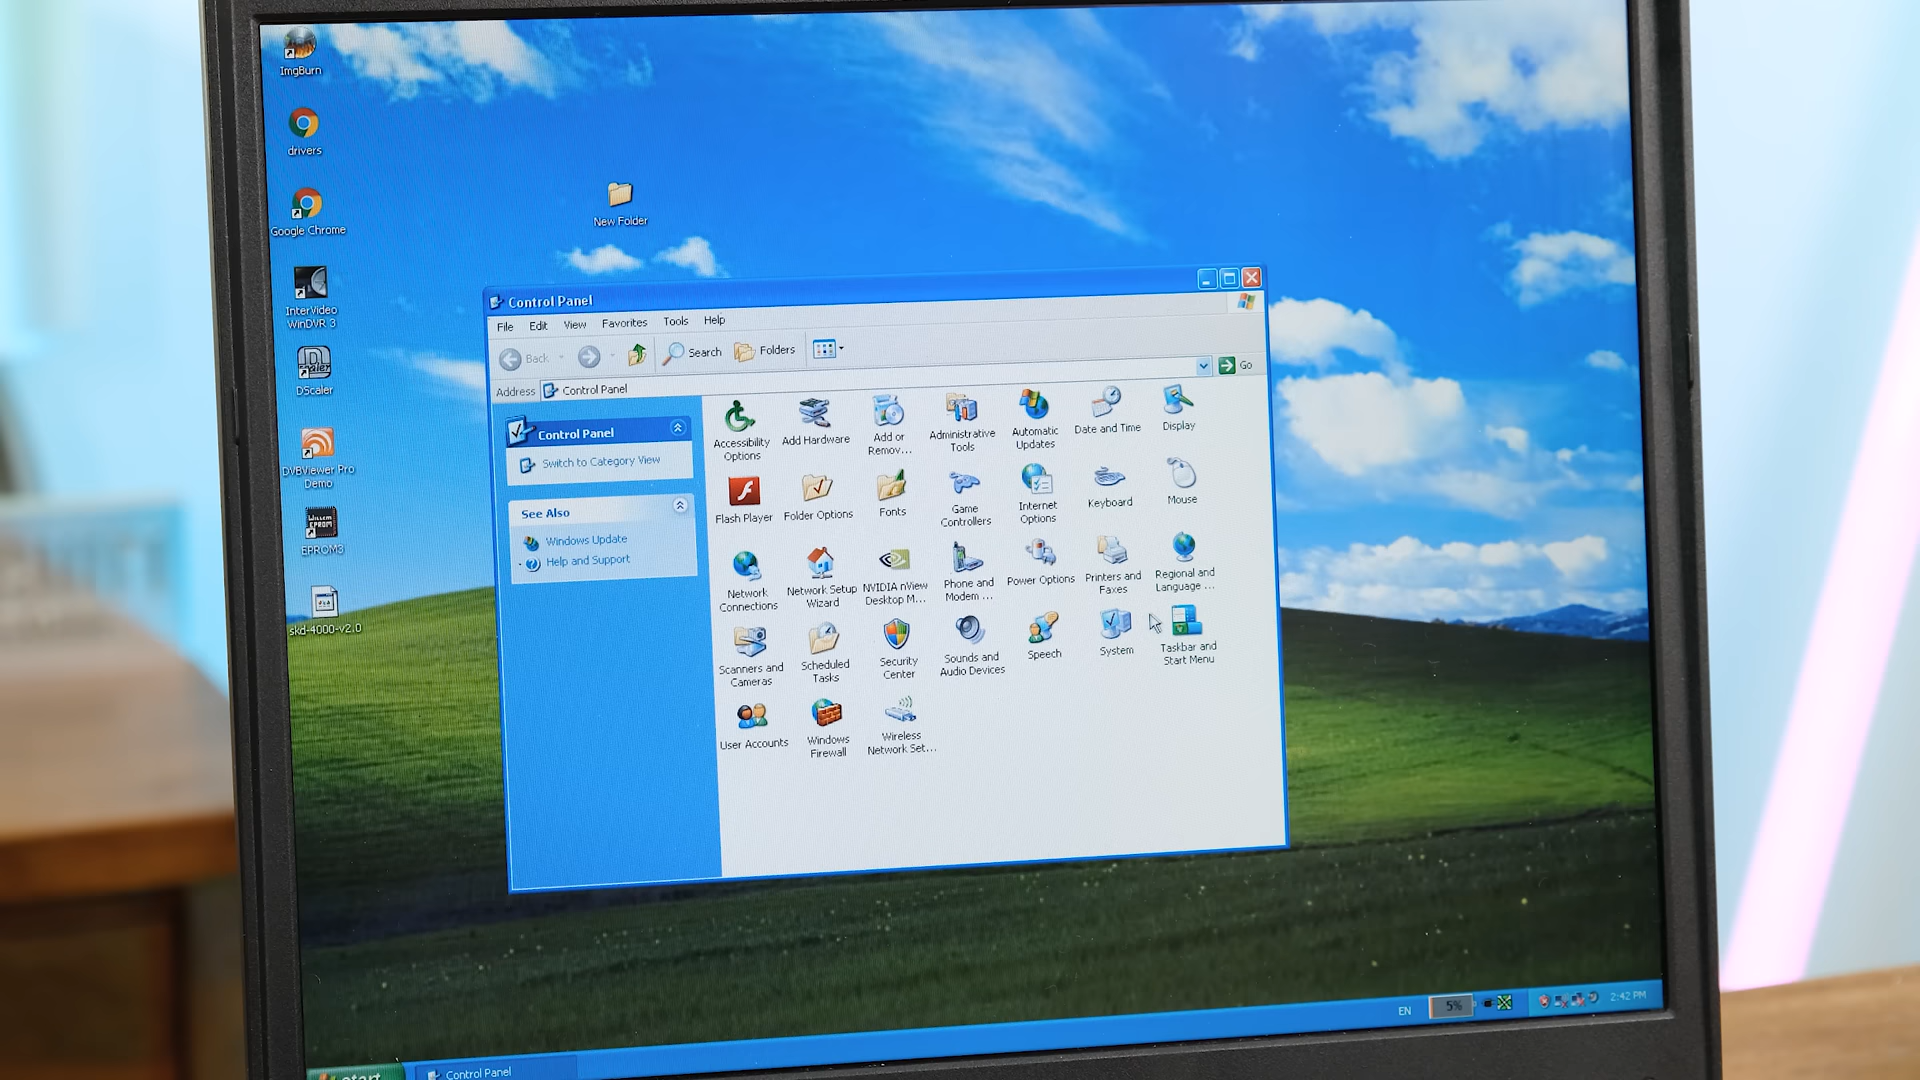 ImgBurn
drivers
Google Chrome
InterVideo
WinDVR 3
DScaler
DVBViewer Pro
Demo
Willem
EPROM
EPROM3
skd-4000-v2.0
New Folder
Control Panel
File Edit View Favorites Tools Help
Back Search Folders
Address Control Panel Go
Control Panel
Switch to Category View
See Also
Windows Update
Help and Support
Accessibility
Options
Add Hardware
Add or
Remov...
Administrative
Tools
Automatic
Updates
Date and Time
Display
Flash Player
Folder Options
Fonts
Game
Controllers
Internet
Options
Keyboard
Mouse
Network
Connections
Network Setup
Wizard
NVIDIA nView
Desktop M...
Phone and
Modem ...
Power Options
Printers and
Faxes
Regional and
Language ...
Scanners and
Cameras
Scheduled
Tasks
Security
Center
Sounds and
Audio Devices
Speech
System
Taskbar and
Start Menu
User Accounts
Windows
Firewall
Wireless
Network Set...
start
Control Panel
EN
5%
2:42 PM